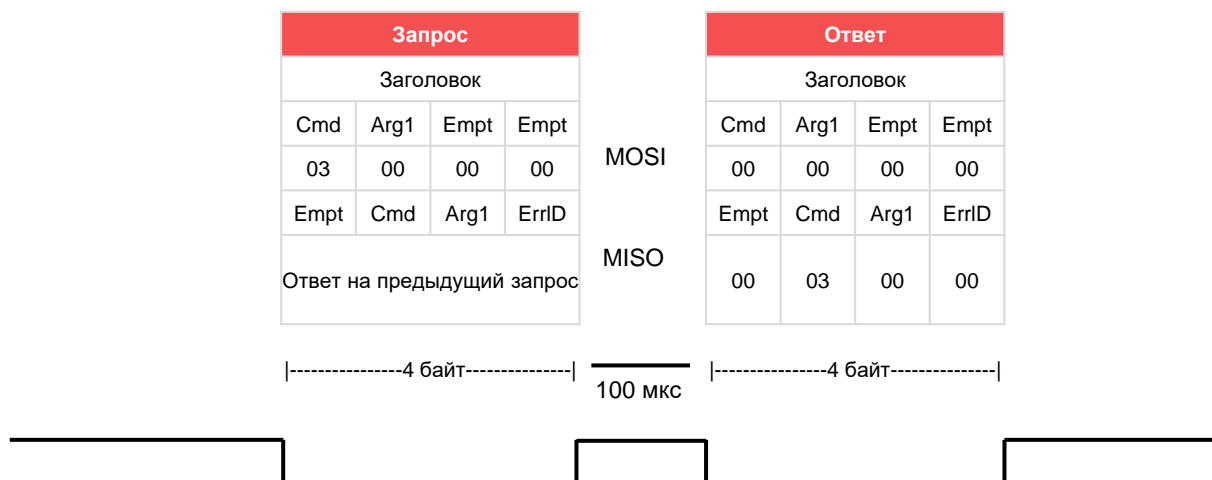 Запрос Ответ
Заголовок Заголовок
Cmd Arg1 Empt Empt Cmd Arg1 Empt Empt
MOSI
03 00 00 00 00 00 00 00
Empt Cmd Arg1 ErrID Empt Cmd Arg1 ErrID
MISO
Ответ на предыдущий запрос 00 03 00 00
|----------------4 байт---------------| |----------------4 байт---------------|
100 мкс